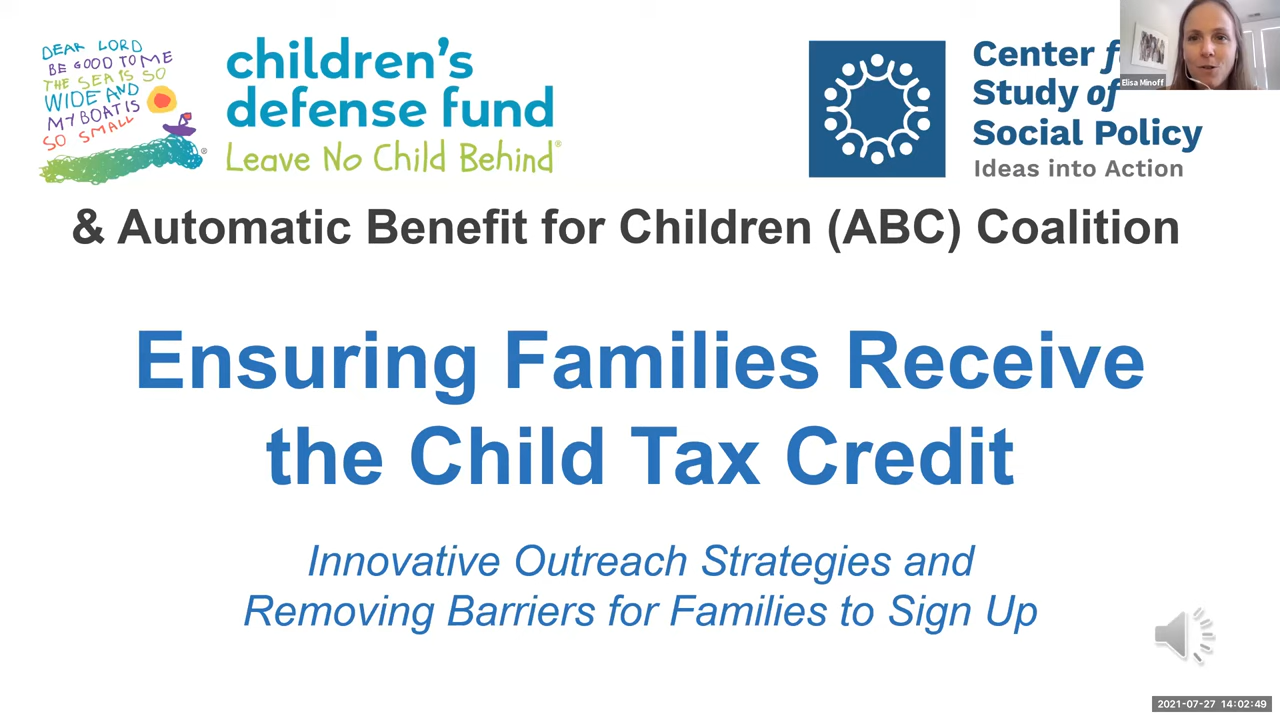 DEAR LORD
BE GOOD TO ME
THE SEA IS SO
WIDE AND
MY BOAT IS
SO SMALL
®
children's
defense fund
Leave No Child Behind®
Center
Study of
Social Policy
Ideas into Action
Elisa Minoff
& Automatic Benefit for Children (ABC) Coalition
Ensuring Families Receive
the Child Tax Credit
Innovative Outreach Strategies and
Removing Barriers for Families to Sign Up
2021-07-27 14:02:49